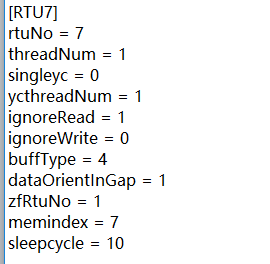 [RTU7]
rtuNo = 7
threadNum = 1
singleyc = 0
ycthreadNum = 1
ignoreRead = 1
ignoreWrite = 0
buffType = 4
dataOrientInGap = 1
zfRtuNo = 1
memindex = 7
sleepcycle = 10